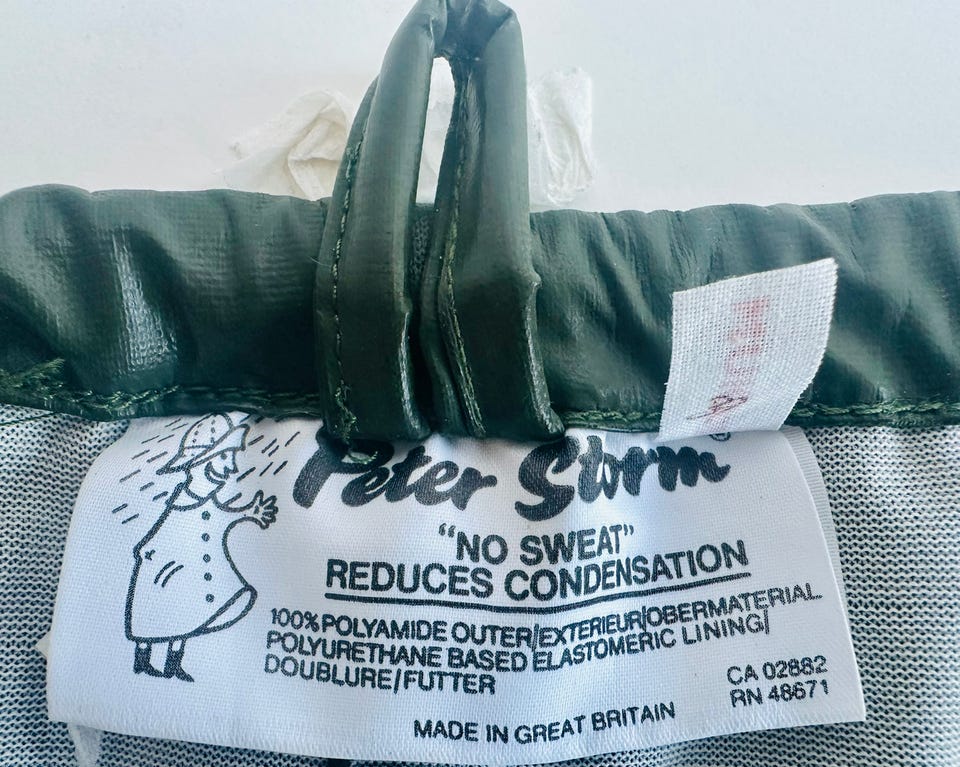 Peter Storm®
"NO SWEAT"
REDUCES CONDENSATION
100% POLYAMIDE OUTER/EXTERIEUR/OBERMATERIAL
POLYURETHANE BASED ELASTOMERIC LINING/
DOUBLURE/FUTTER
CA 02882
RN 48671
MADE IN GREAT BRITAIN